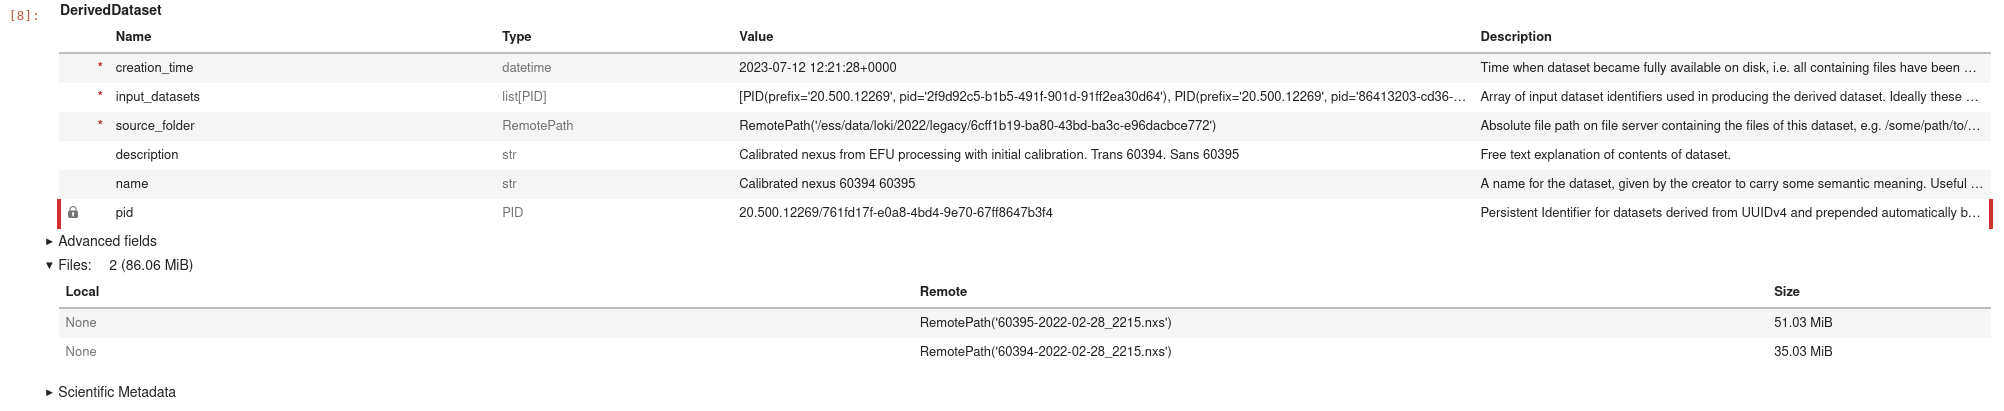 [8]: DerivedDataset
Name Type Value Description
* creation_time datetime 2023-07-12 12:21:28+0000 Time when dataset became fully available on disk, i.e. all containing files have been …
* input_datasets list[PID] [PID(prefix='20.500.12269', pid='2f9d92c5-b1b5-491f-901d-91ff2ea30d64'), PID(prefix='20.500.12269', pid='86413203-cd36-… Array of input dataset identifiers used in producing the derived dataset. Ideally these …
* source_folder RemotePath RemotePath('/ess/data/loki/2022/legacy/6cff1b19-ba80-43bd-ba3c-e96dacbce772') Absolute file path on file server containing the files of this dataset, e.g. /some/path/to/…
description str Calibrated nexus from EFU processing with initial calibration. Trans 60394. Sans 60395 Free text explanation of contents of dataset.
name str Calibrated nexus 60394 60395 A name for the dataset, given by the creator to carry some semantic meaning. Useful …
pid PID 20.500.12269/761fd17f-e0a8-4bd4-9e70-67ff8647b3f4 Persistent Identifier for datasets derived from UUIDv4 and prepended automatically b…
▸ Advanced fields
▾ Files: 2 (86.06 MiB)
Local Remote Size
None RemotePath('60395-2022-02-28_2215.nxs') 51.03 MiB
None RemotePath('60394-2022-02-28_2215.nxs') 35.03 MiB
▸ Scientific Metadata